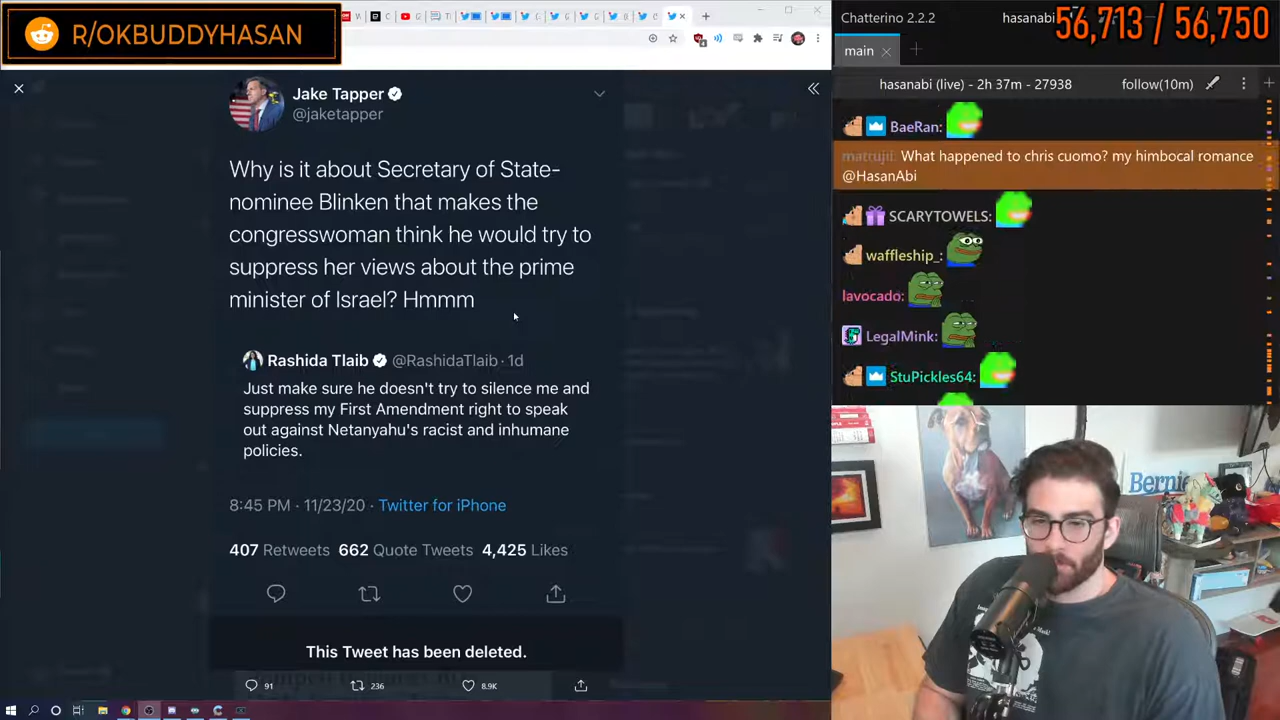 R/OKBUDDYHASAN
Jake Tapper
@jaketapper
Why is it about Secretary of State-
nominee Blinken that makes the
congresswoman think he would try to
suppress her views about the prime
minister of Israel? Hmmm
Rashida Tlaib @RashidaTlaib · 1d
Just make sure he doesn't try to silence me and
suppress my First Amendment right to speak
out against Netanyahu's racist and inhumane
policies.
8:45 PM · 11/23/20 · Twitter for iPhone
407 Retweets 662 Quote Tweets 4,425 Likes
This Tweet has been deleted.
91 236 8.9K
Chatterino 2.2.2
hasanabi
56,713 / 56,750
main
hasanabi (live) - 2h 37m - 27938
follow(10m)
BaeRan:
mattujii: What happened to chris cuomo? my himbocal romance
@HasanAbi
SCARYTOWELS:
waffleship_:
lavocado:
LegalMink:
StuPickles64:
Bernie